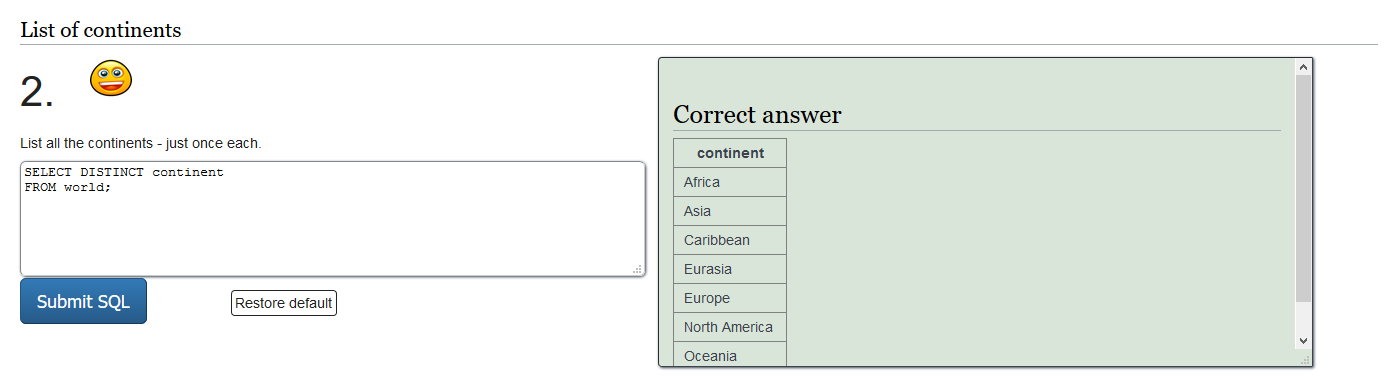 List of continents
2.
List all the continents - just once each.
SELECT DISTINCT continent
FROM world;
Submit SQL
Restore default
Correct answer
continent
Africa
Asia
Caribbean
Eurasia
Europe
North America
Oceania